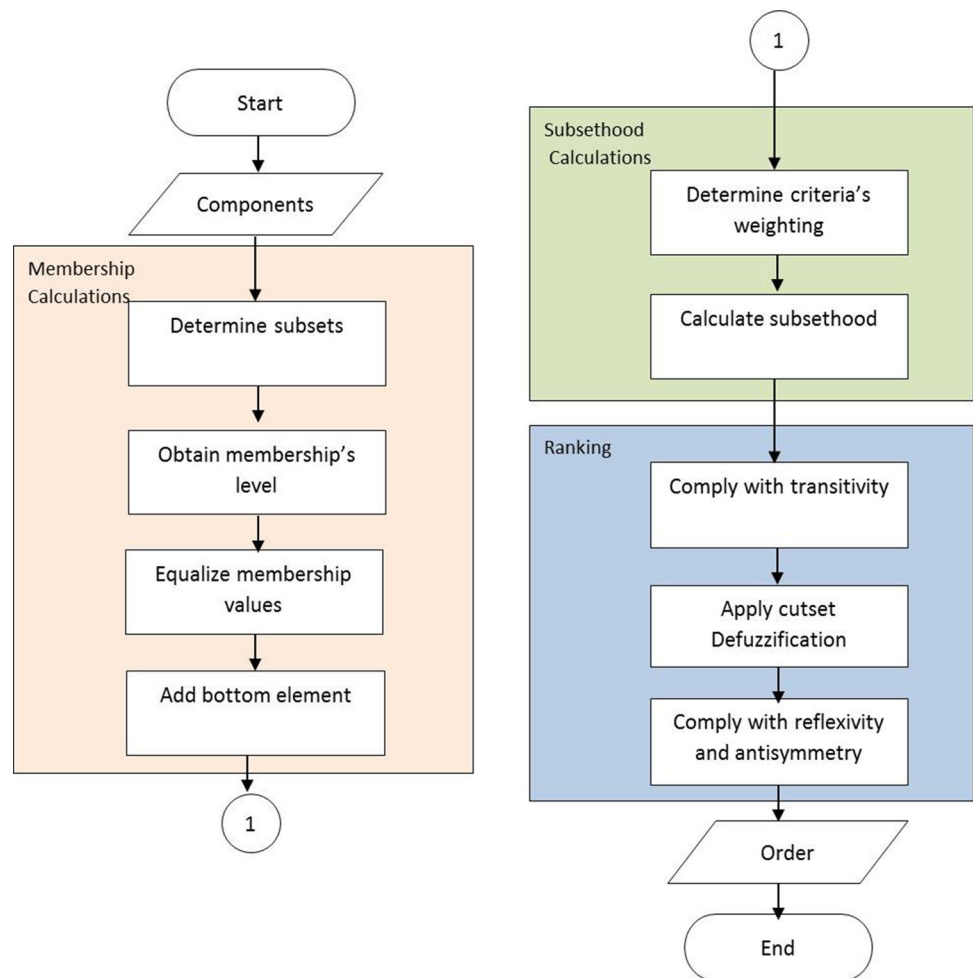 Start
Components
Membership
Calculations
Determine subsets
Obtain membership's
level
Equalize membership
values
Add bottom element
1
1
Subsethood
Calculations
Determine criteria's
weighting
Calculate subsethood
Ranking
Comply with transitivity
Apply cutset
Defuzzification
Comply with reflexivity
and antisymmetry
Order
End